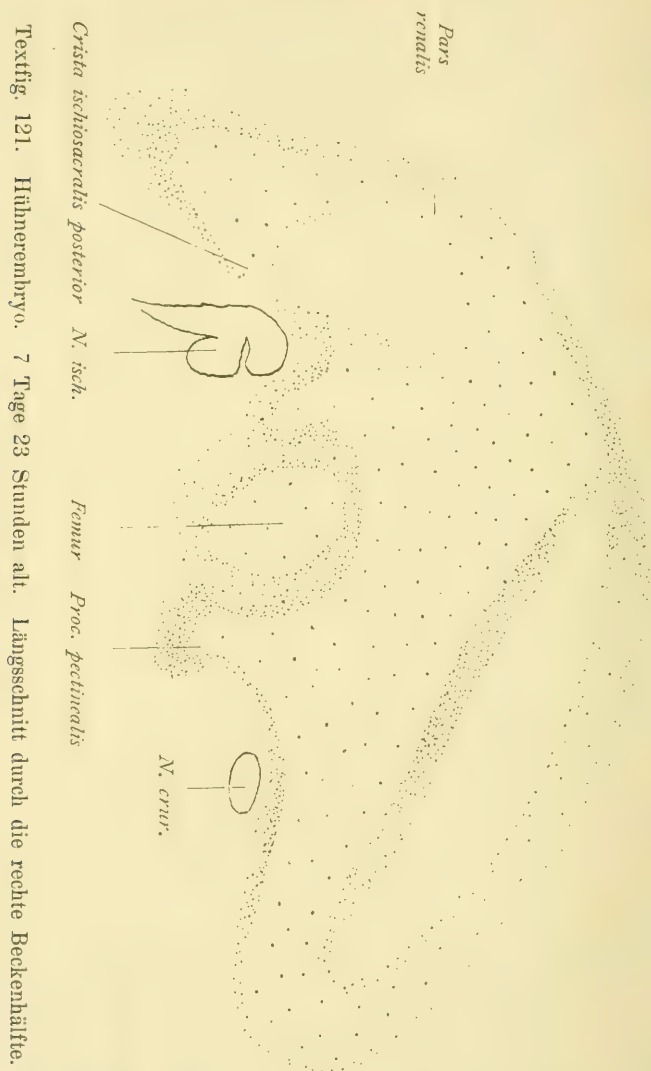 Pars
renalis
Crista ischiosacralis posterior N. isch. Femur Proc. pectinealis
N. crur.
Textfig. 121. Hühnerembryo. 7 Tage 23 Stunden alt. Längsschnitt durch die rechte Beckenhälfte.